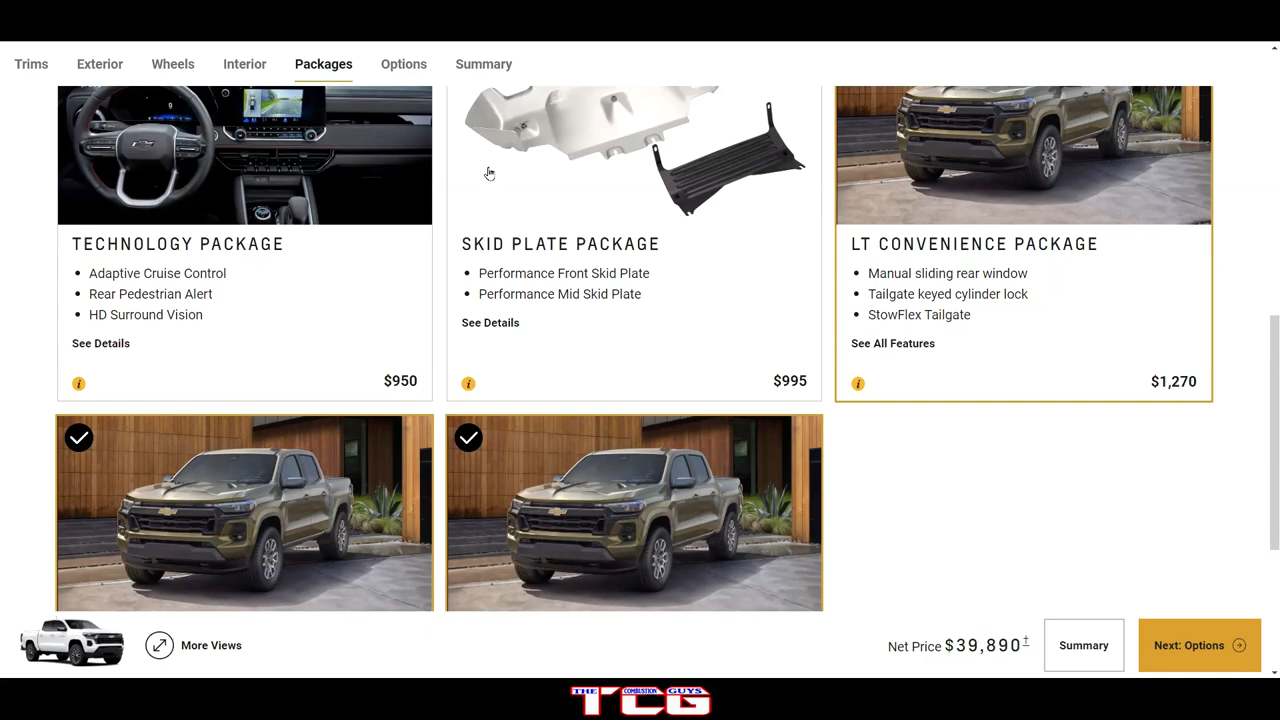 Trims Exterior Wheels Interior Packages Options Summary
TECHNOLOGY PACKAGE
Adaptive Cruise Control
Rear Pedestrian Alert
HD Surround Vision
See Details
$950
SKID PLATE PACKAGE
Performance Front Skid Plate
Performance Mid Skid Plate
See Details
$995
LT CONVENIENCE PACKAGE
Manual sliding rear window
Tailgate keyed cylinder lock
StowFlex Tailgate
See All Features
$1,270
More Views
Net Price $39,890‡
Summary
Next: Options
THE COMBUSTION GUYS
TCG